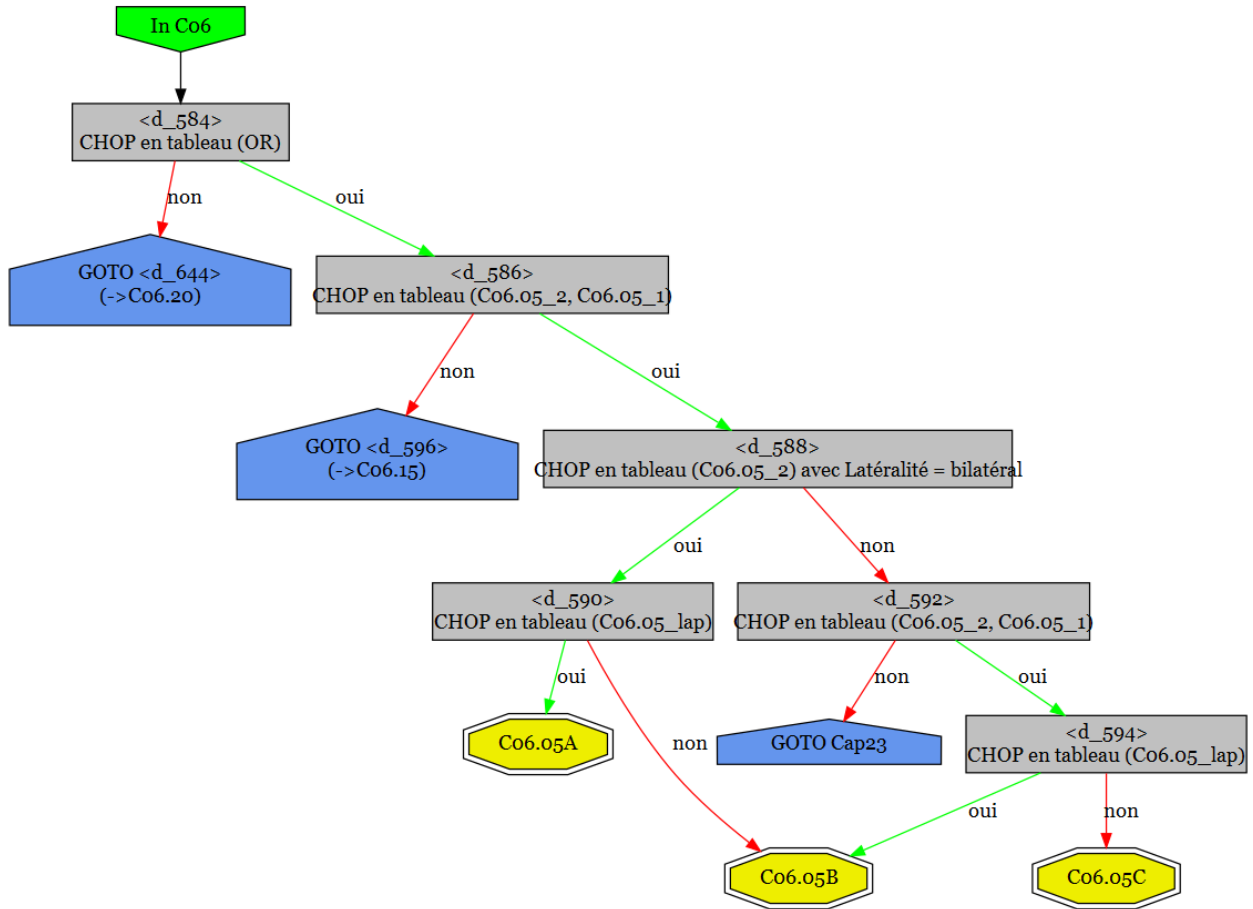 In C06
<d_584>
CHOP en tableau (OR)
non
oui
GOTO <d_644>
(->C06.20)
<d_586>
CHOP en tableau (C06.05_2, C06.05_1)
non
oui
GOTO <d_596>
(->C06.15)
<d_588>
CHOP en tableau (C06.05_2) avec Latéralité = bilatéral
oui
non
<d_590>
CHOP en tableau (C06.05_lap)
<d_592>
CHOP en tableau (C06.05_2, C06.05_1)
oui
non
non
oui
C06.05A
GOTO Cap23
<d_594>
CHOP en tableau (C06.05_lap)
oui
non
C06.05B
C06.05C